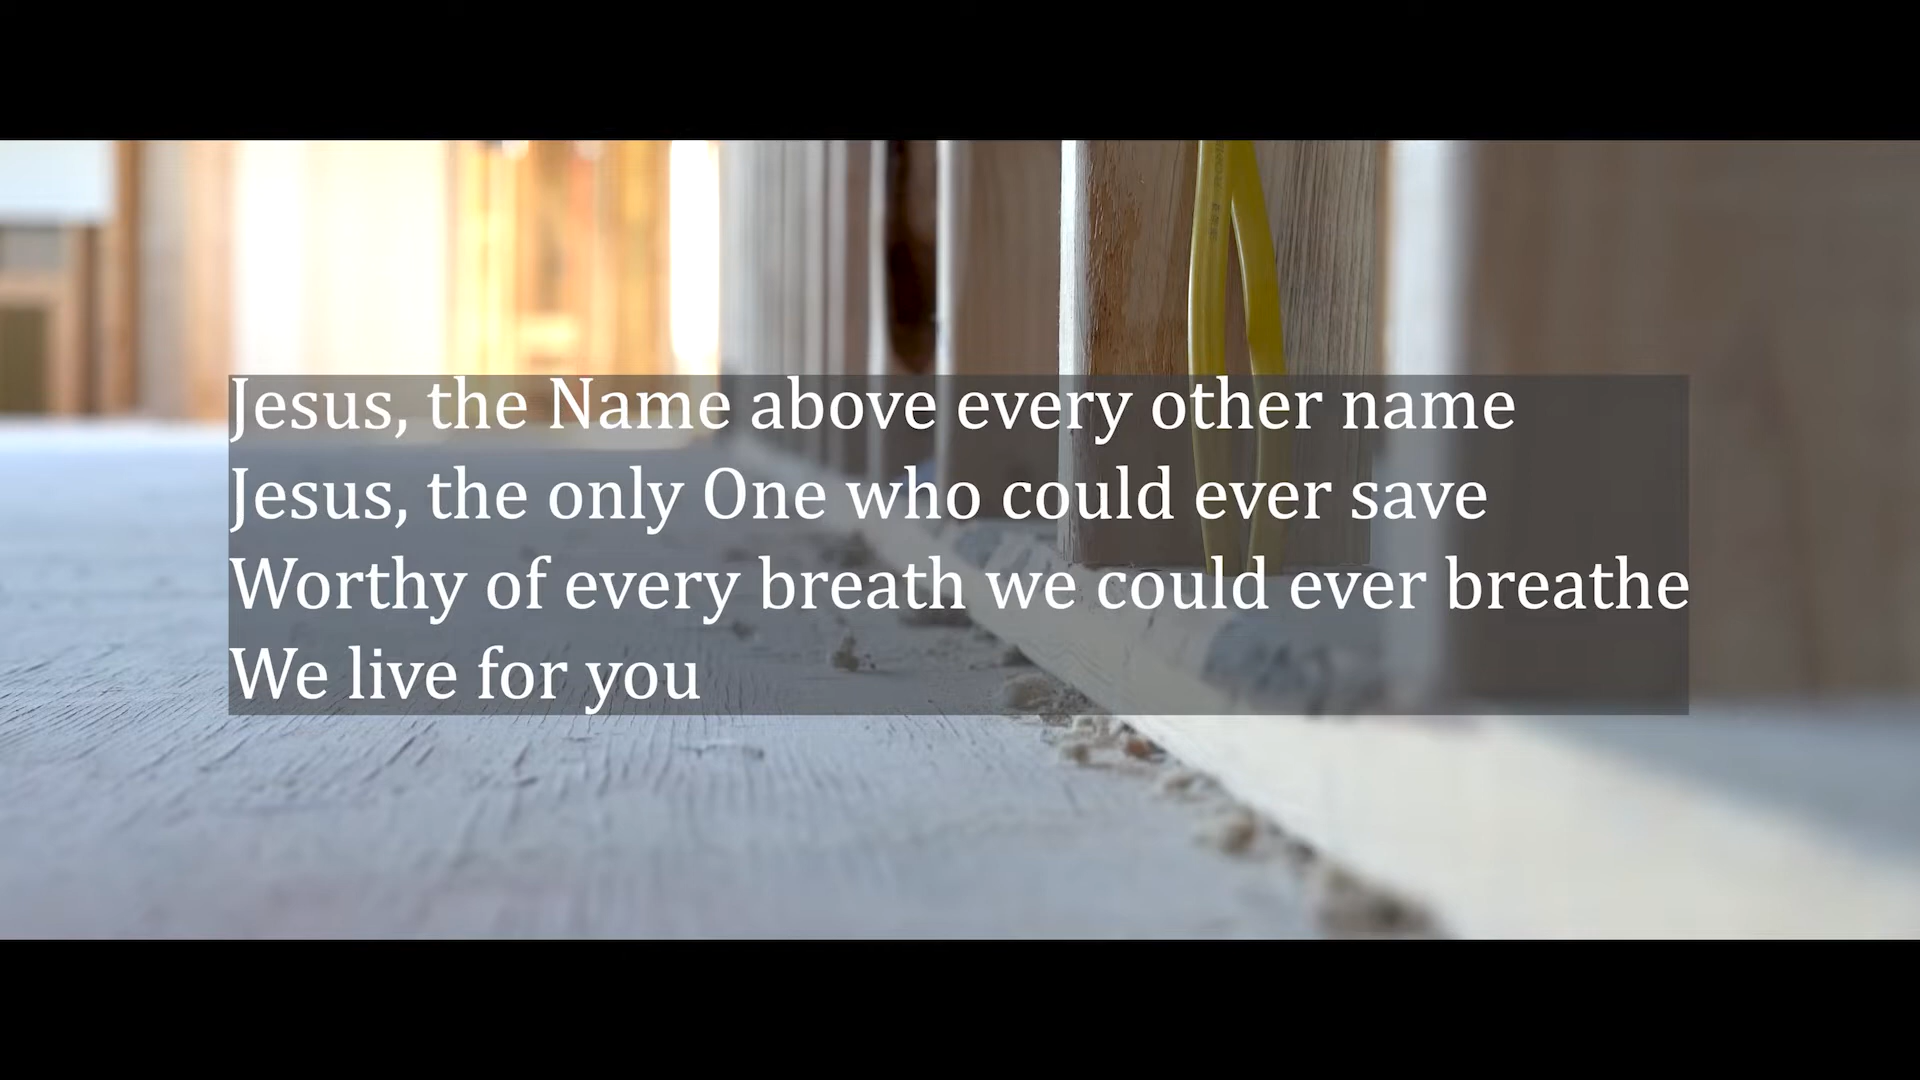 Jesus, the Name above every other name
Jesus, the only One who could ever save
Worthy of every breath we could ever breathe
We live for you